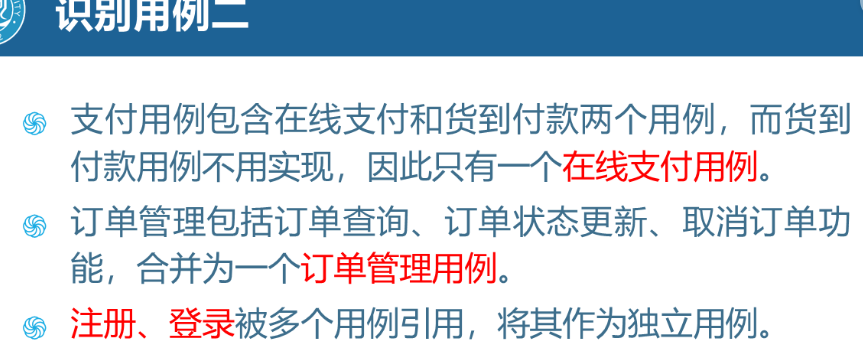 识别用例二
支付用例包含在线支付和货到付款两个用例，而货到
付款用例不用实现，因此只有一个在线支付用例。
订单管理包括订单查询、订单状态更新、取消订单功
能，合并为一个订单管理用例。
注册、登录被多个用例引用，将其作为独立用例。